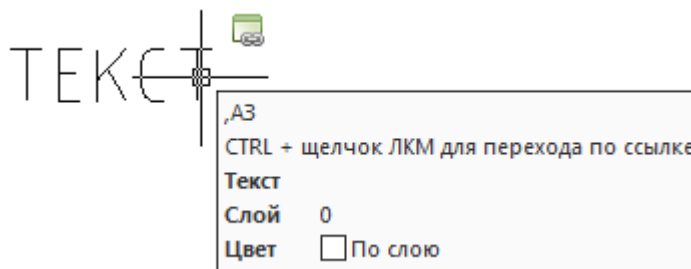 ТЕКСТ
,А3
CTRL + щелчок ЛКМ для перехода по ссылке
Текст
Слой 0
Цвет По слою